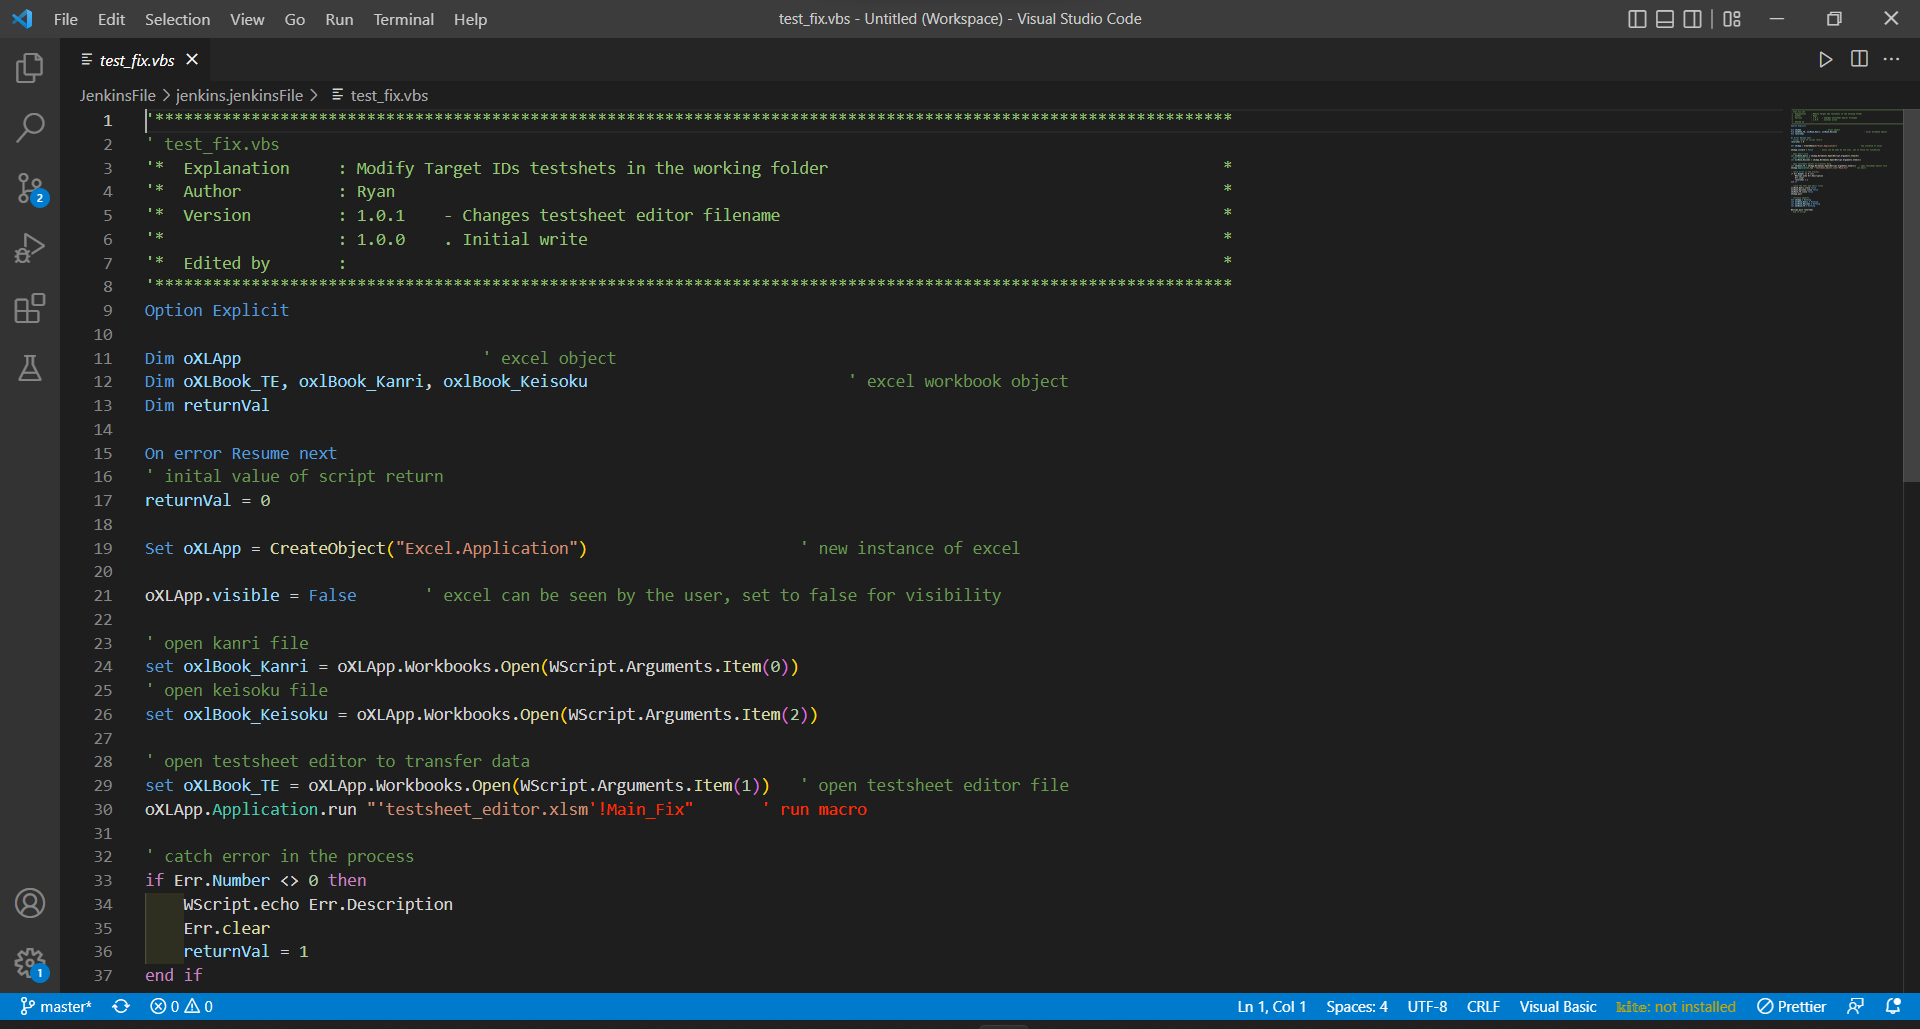 File Edit Selection View Go Run Terminal Help
test_fix.vbs - Untitled (Workspace) - Visual Studio Code
test_fix.vbs
JenkinsFile > jenkins.jenkinsFile > test_fix.vbs
1 '****************************************************************************************************************
2 ' test_fix.vbs
3 '*  Explanation     : Modify Target IDs testshets in the working folder                                         *
4 '*  Author          : Ryan                                                                                      *
5 '*  Version         : 1.0.1    - Changes testsheet editor filename                                              *
6 '*                  : 1.0.0    . Initial write                                                                  *
7 '*  Edited by       :                                                                                           *
8 '****************************************************************************************************************
9 Option Explicit
10
11 Dim oXLApp                         ' excel object
12 Dim oXLBook_TE, oxlBook_Kanri, oxlBook_Keisoku                           ' excel workbook object
13 Dim returnVal
14
15 On error Resume next
16 ' inital value of script return
17 returnVal = 0
18
19 Set oXLApp = CreateObject("Excel.Application")                      ' new instance of excel
20
21 oXLApp.visible = False       ' excel can be seen by the user, set to false for visibility
22
23 ' open kanri file
24 set oxlBook_Kanri = oXLApp.Workbooks.Open(WScript.Arguments.Item(0))
25 ' open keisoku file
26 set oxlBook_Keisoku = oXLApp.Workbooks.Open(WScript.Arguments.Item(2))
27
28 ' open testsheet editor to transfer data
29 set oXLBook_TE = oXLApp.Workbooks.Open(WScript.Arguments.Item(1))   ' open testsheet editor file
30 oXLApp.Application.run "'testsheet_editor.xlsm'!Main_Fix"       ' run macro
31
32 ' catch error in the process
33 if Err.Number <> 0 then
34     WScript.echo Err.Description
35     Err.clear
36     returnVal = 1
37 end if
2
1
master* 0 0 Ln 1, Col 1 Spaces: 4 UTF-8 CRLF Visual Basic kite: not installed Prettier